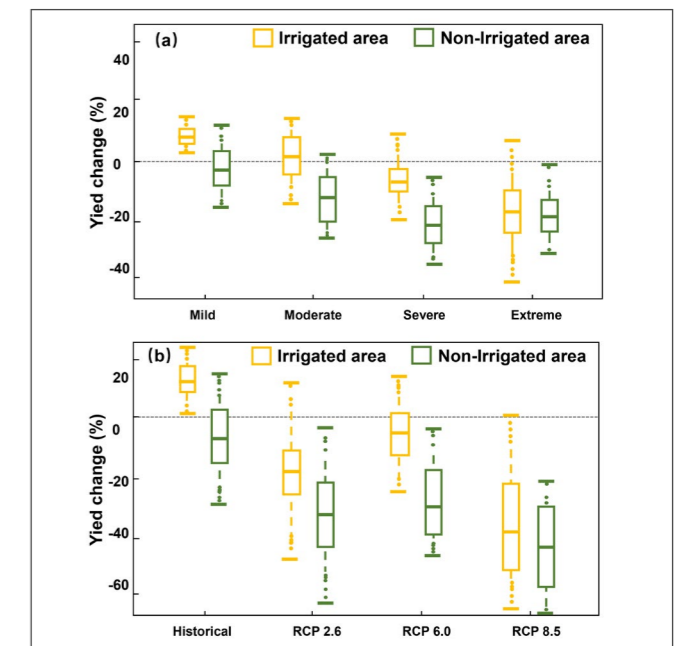 (a) Irrigated area Non-Irrigated area
40
20
0
-20
-40
Yied change (%)
Mild Moderate Severe Extreme
(b) Irrigated area Non-Irrigated area
20
0
-20
-40
-60
Yied change (%)
Historical RCP 2.6 RCP 6.0 RCP 8.5